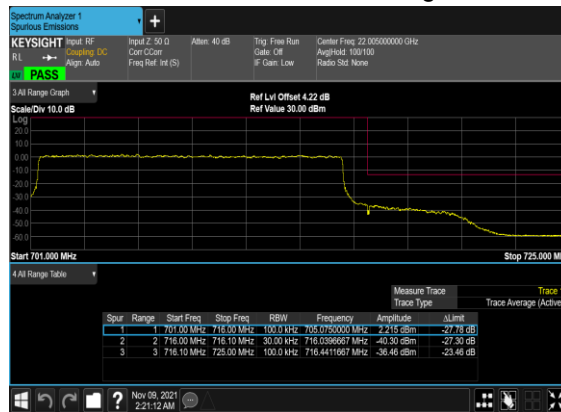 Spectrum Analyzer 1
Spurious Emissions
KEYSIGHT Input: RF Input Z: 50 Ω Atten: 40 dB Trig: Free Run Center Freq: 22.005000000 GHz
RL Coupling: DC Corr CCorr Gate: Off Avg|Hold: 100/100
Align: Auto Freq Ref: Int (S) IF Gain: Low Radio Std: None
LXI PASS
3 All Range Graph
Ref Lvl Offset 4.22 dB
Scale/Div 10.0 dB Ref Value 30.00 dBm
Log
20.0
10.0
0.00
-10.0
-20.0
-30.0
-40.0
-50.0
-60.0
Start 701.000 MHz Stop 725.000 M
4 All Range Table
Measure Trace Trace
Trace Type Trace Average (Active
Spur Range Start Freq Stop Freq RBW Frequency Amplitude ΔLimit
1 1 701.00 MHz 716.00 MHz 100.0 kHz 705.0750000 MHz 2.215 dBm -27.78 dB
2 2 716.00 MHz 716.10 MHz 30.00 kHz 716.0396667 MHz -40.30 dBm -27.30 dB
3 3 716.10 MHz 725.00 MHz 100.0 kHz 716.4411667 MHz -36.46 dBm -23.46 dB
Nov 09, 2021
2:21:12 AM